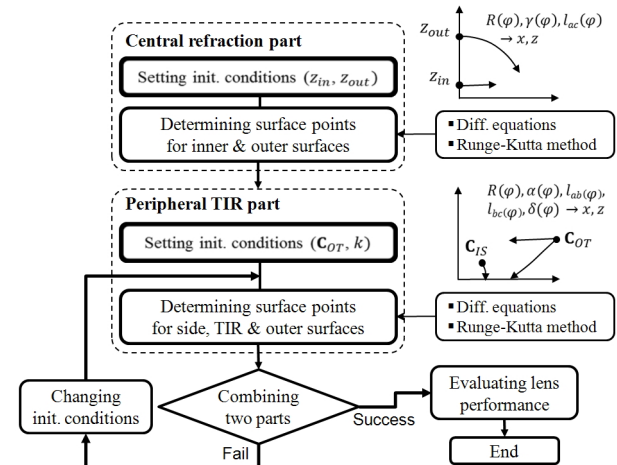 Central refraction part
Setting init. conditions (z_in, z_out)
Determining surface points
for inner & outer surfaces
z_out
z_in
R(φ), γ(φ), l_ac(φ)
→ x, z
▪ Diff. equations
▪ Runge-Kutta method
Peripheral TIR part
Setting init. conditions (C_OT, k)
Determining surface points
for side, TIR & outer surfaces
R(φ), α(φ), l_ab(φ),
l_bc(φ), δ(φ) → x, z
C_IS
C_OT
▪ Diff. equations
▪ Runge-Kutta method
Changing
init. conditions
Combining
two parts
Success
Fail
Evaluating lens
performance
End